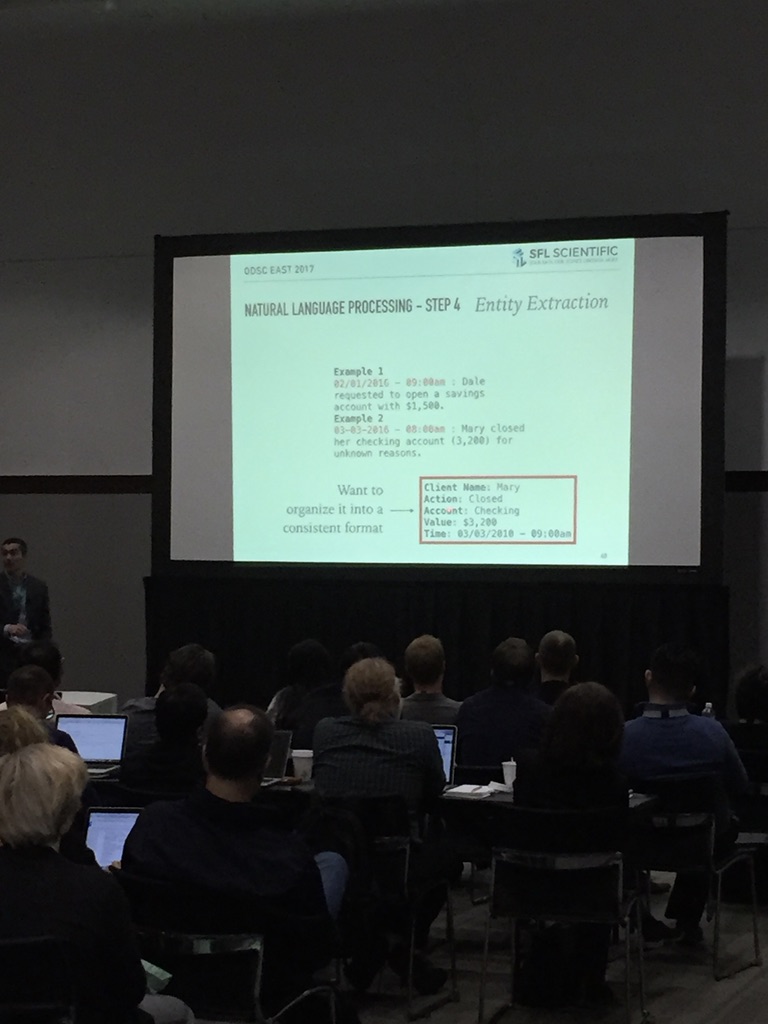 ODSC EAST 2017
SFL SCIENTIFIC
NATURAL LANGUAGE PROCESSING - STEP 4 Entity Extraction
Example 1
02/01/2016 - 09:00am : Dale
requested to open a savings
account with $1,500.
Example 2
03-03-2016 - 08:00am : Mary closed
her checking account (3,200) for
unknown reasons.
Want to
organize it into a
consistent format
Client Name: Mary
Action: Closed
Account: Checking
Value: $3,200
Time: 03/03/2010 - 09:00am